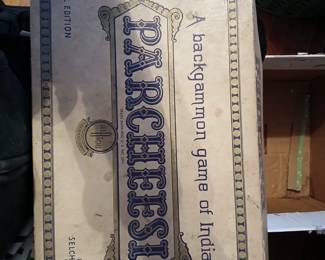 A backgammon game of India
PARCHEESI
E EDITION
SELCH